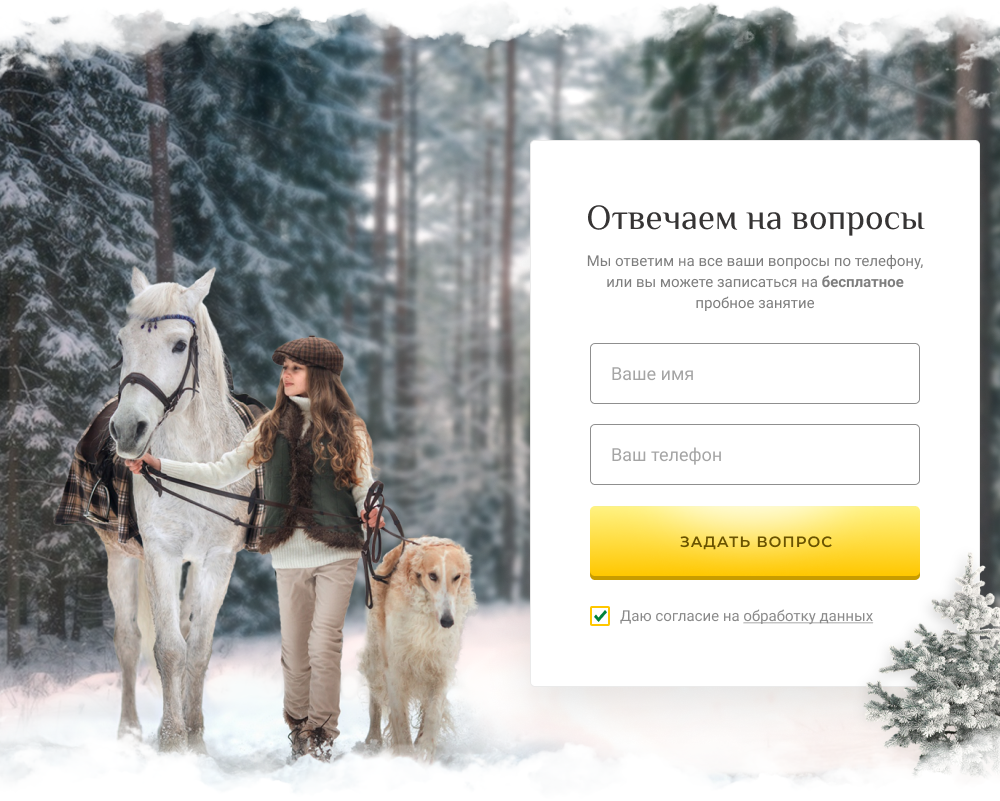 Отвечаем на вопросы
Мы ответим на все ваши вопросы по телефону,
или вы можете записаться на бесплатное
пробное занятие
Ваше имя
Ваш телефон
ЗАДАТЬ ВОПРОС
Даю согласие на обработку данных